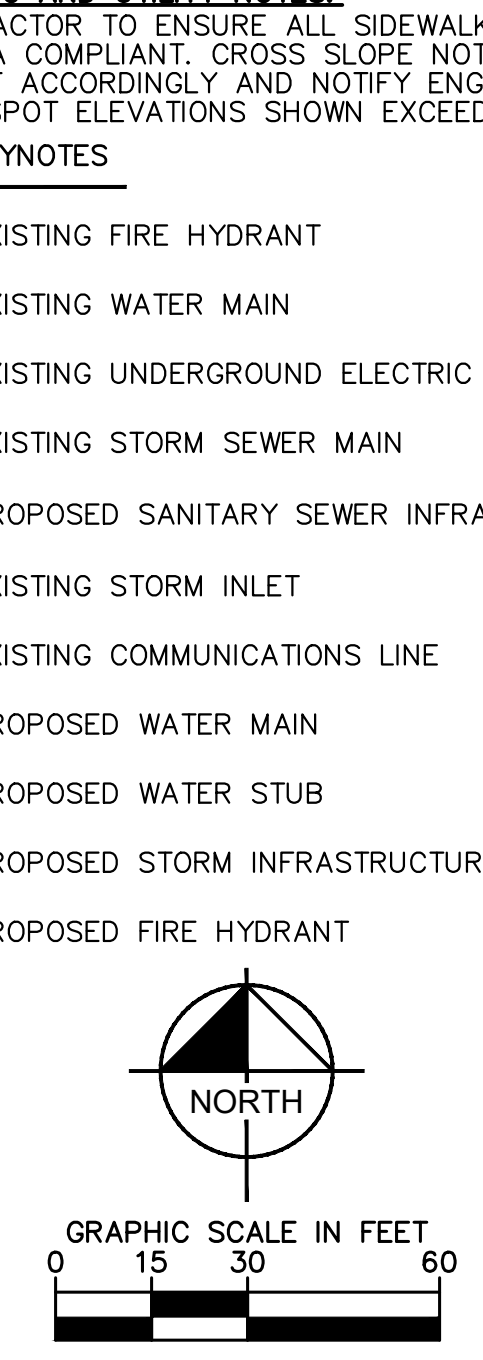 ACTOR TO ENSURE ALL SIDEWALK
A COMPLIANT. CROSS SLOPE NOT
T ACCORDINGLY AND NOTIFY ENG
SPOT ELEVATIONS SHOWN EXCEED
YNOTES
XISTING FIRE HYDRANT
XISTING WATER MAIN
XISTING UNDERGROUND ELECTRIC
XISTING STORM SEWER MAIN
ROPOSED SANITARY SEWER INFRA
XISTING STORM INLET
XISTING COMMUNICATIONS LINE
ROPOSED WATER MAIN
ROPOSED WATER STUB
ROPOSED STORM INFRASTRUCTUR
ROPOSED FIRE HYDRANT
NORTH
GRAPHIC SCALE IN FEET
0 15 30 60